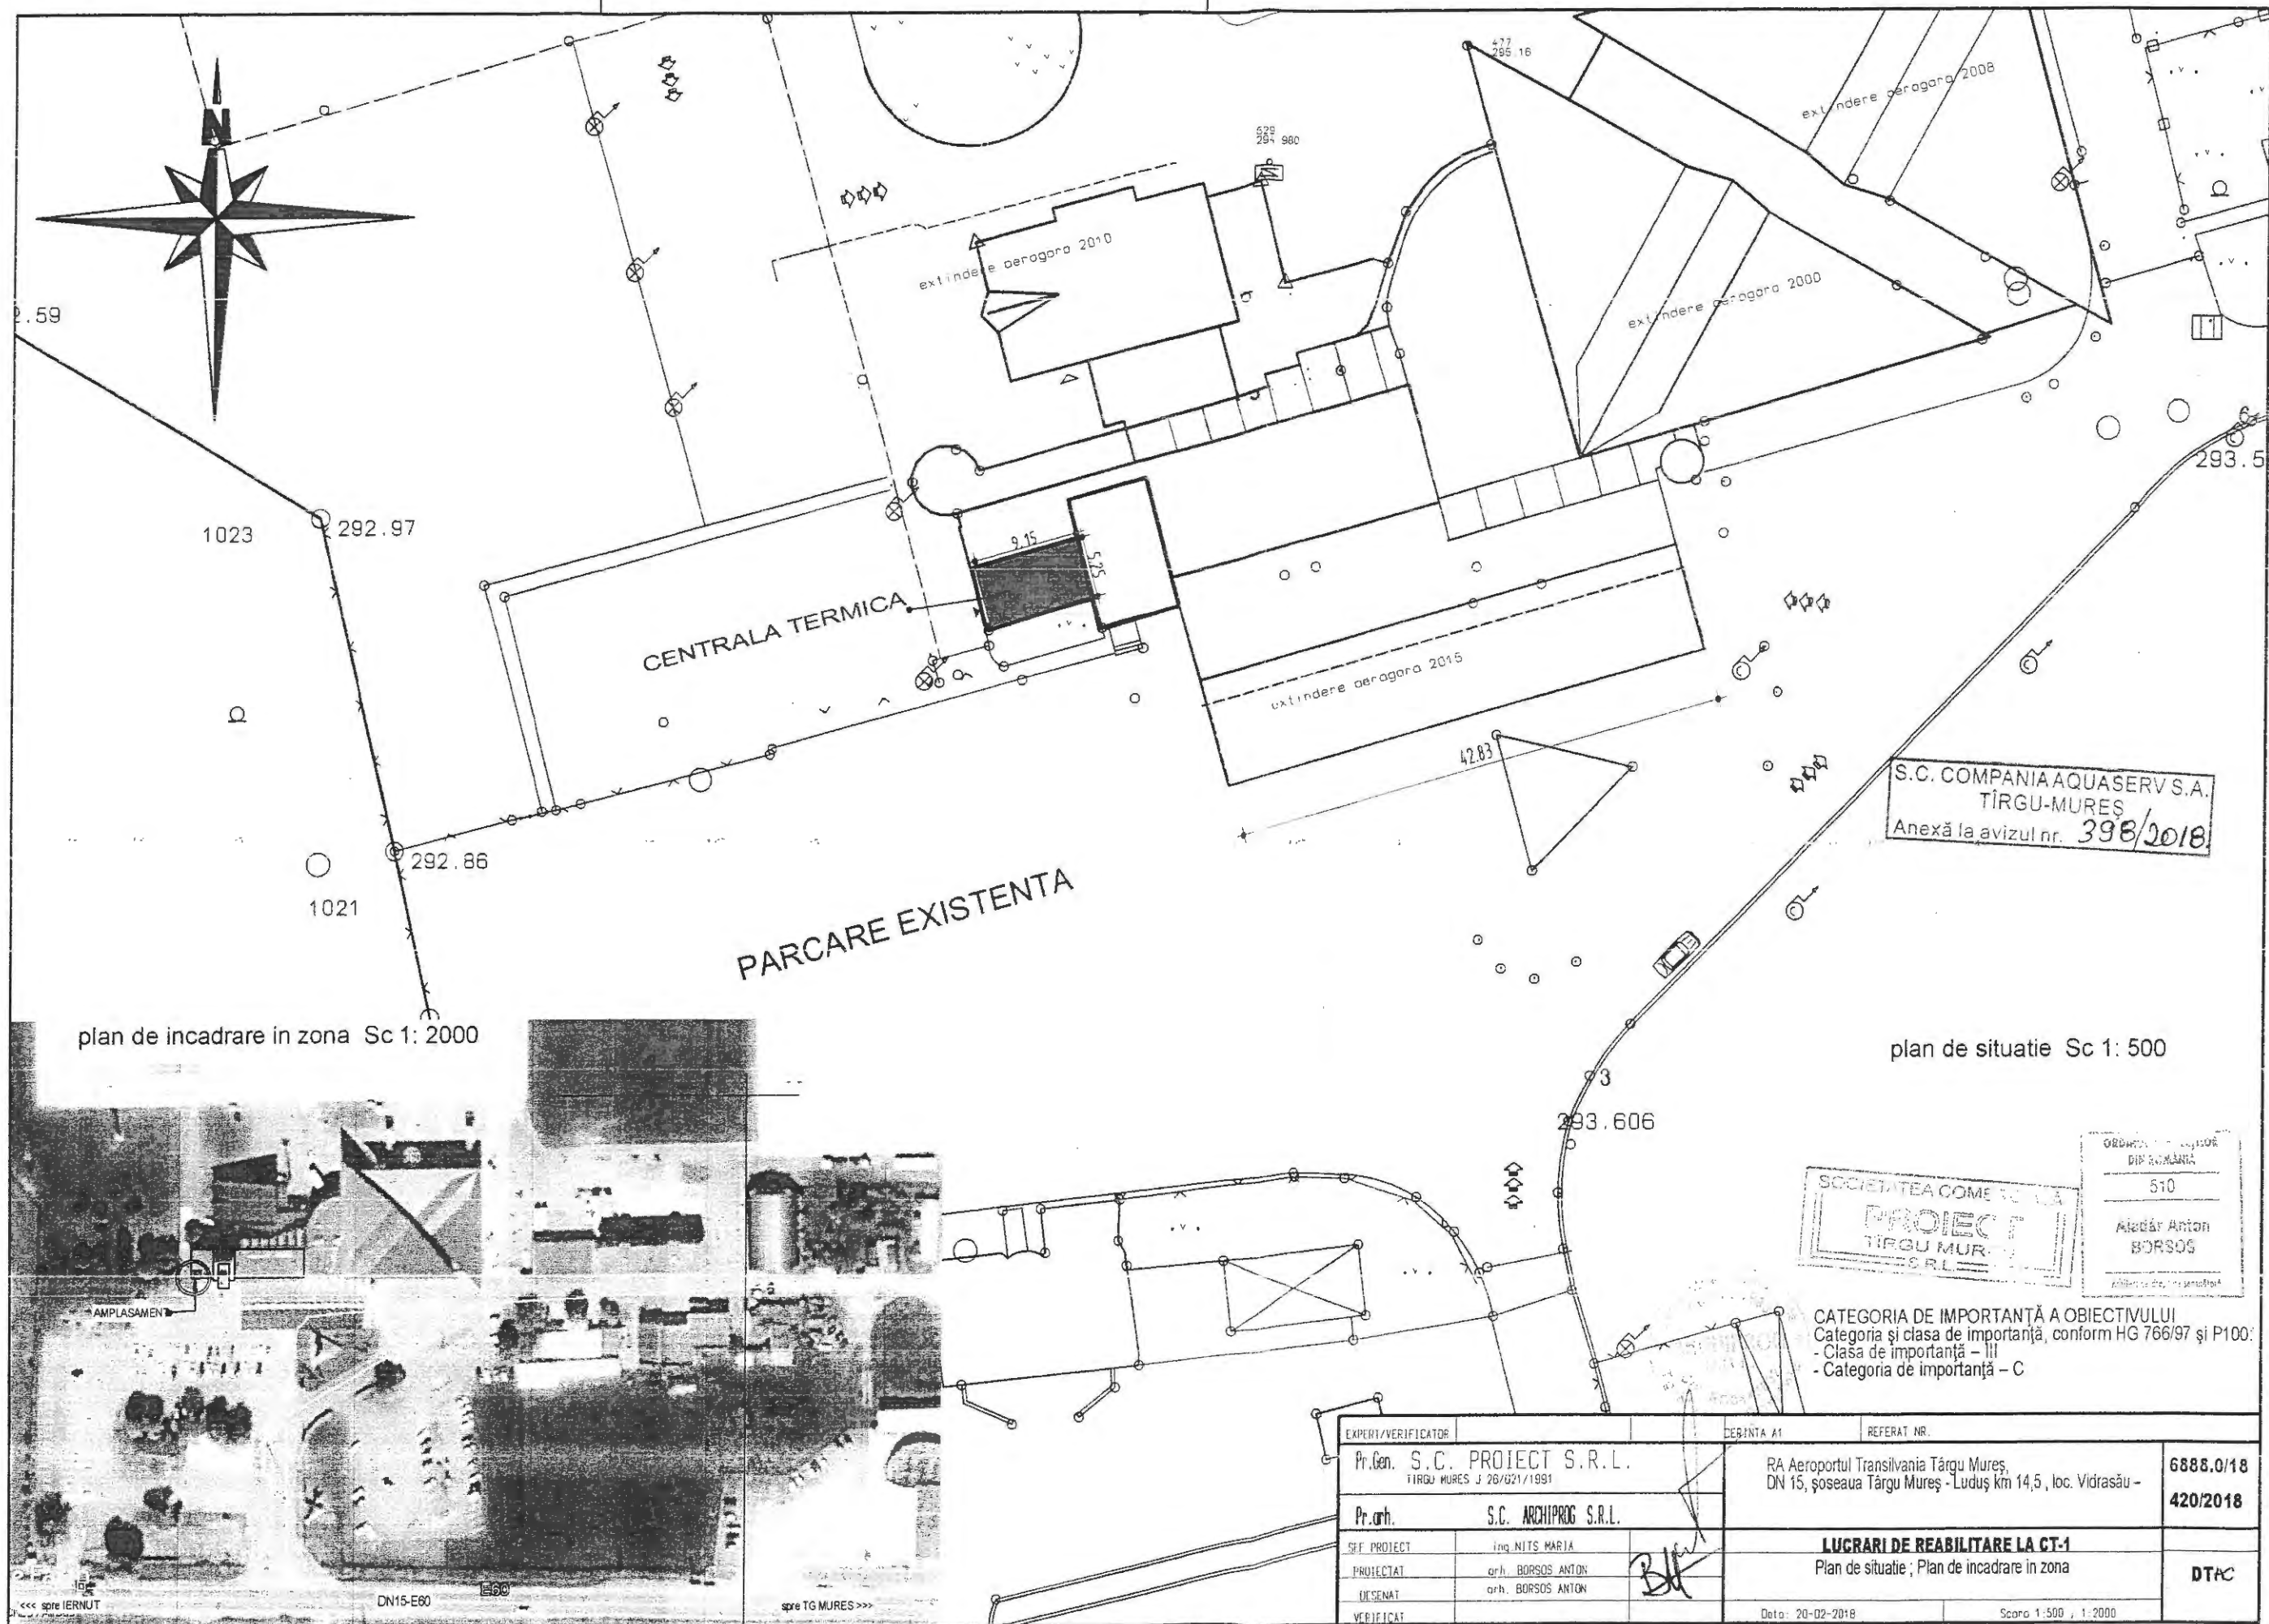 N
2.59
477
295.16
extindere aerogara 2008
629
294 980
extindere aerogara 2010
extindere aerogara 2000
293.5
1023
292.97
9.15
5.25
CENTRALA TERMICA
extindere aerogara 2015
42.83
S.C. COMPANIA AQUASERV S.A.
TÎRGU-MUREȘ
Anexă la avizul nr. 398/2018
292.86
1021
PARCARE EXISTENTA
plan de incadrare in zona Sc 1: 2000
plan de situatie Sc 1: 500
3
293.606
AMPLASAMENT
<<< spre IERNUT
DN15-E60
E60
spre TG MURES >>>
SOCIETATEA
PROIECT
TIRGU MUR
S.R.L.
DIN ROMÂNIA
510
Aladár Anton
BORSOS
CATEGORIA DE IMPORTANȚĂ A OBIECTIVULUI
Categoria și clasa de importanță, conform HG 766/97 și P100:
- Clasa de importanță – III
- Categoria de importanță – C
EXPERT/VERIFICATOR
CERINTA A1
REFERAT NR.
Pr.Gen. S.C. PROIECT S.R.L.
TIRGU MURES J 26/021/1991
RA Aeroportul Transilvania Târgu Mureș,
DN 15, șoseaua Târgu Mureș - Luduș km 14,5 , loc. Vidrasău -
6888.0/18
420/2018
Pr.arh. S.C. ARCHIPROG S.R.L.
SEF PROIECT ing. NITS MARIA
PROIECTAT arh. BORSOS ANTON
DESENAT arh. BORSOS ANTON
VERIFICAT
LUCRARI DE REABILITARE LA CT-1
Plan de situatie ; Plan de incadrare in zona
DTAC
Data: 20-02-2018
Scara 1:500 , 1:2000